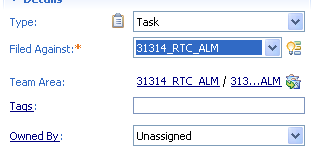 Details
Type: Task
Filed Against:* 31314_RTC_ALM
Team Area: 31314_RTC_ALM / 313...ALM
Tags:
Owned By: Unassigned